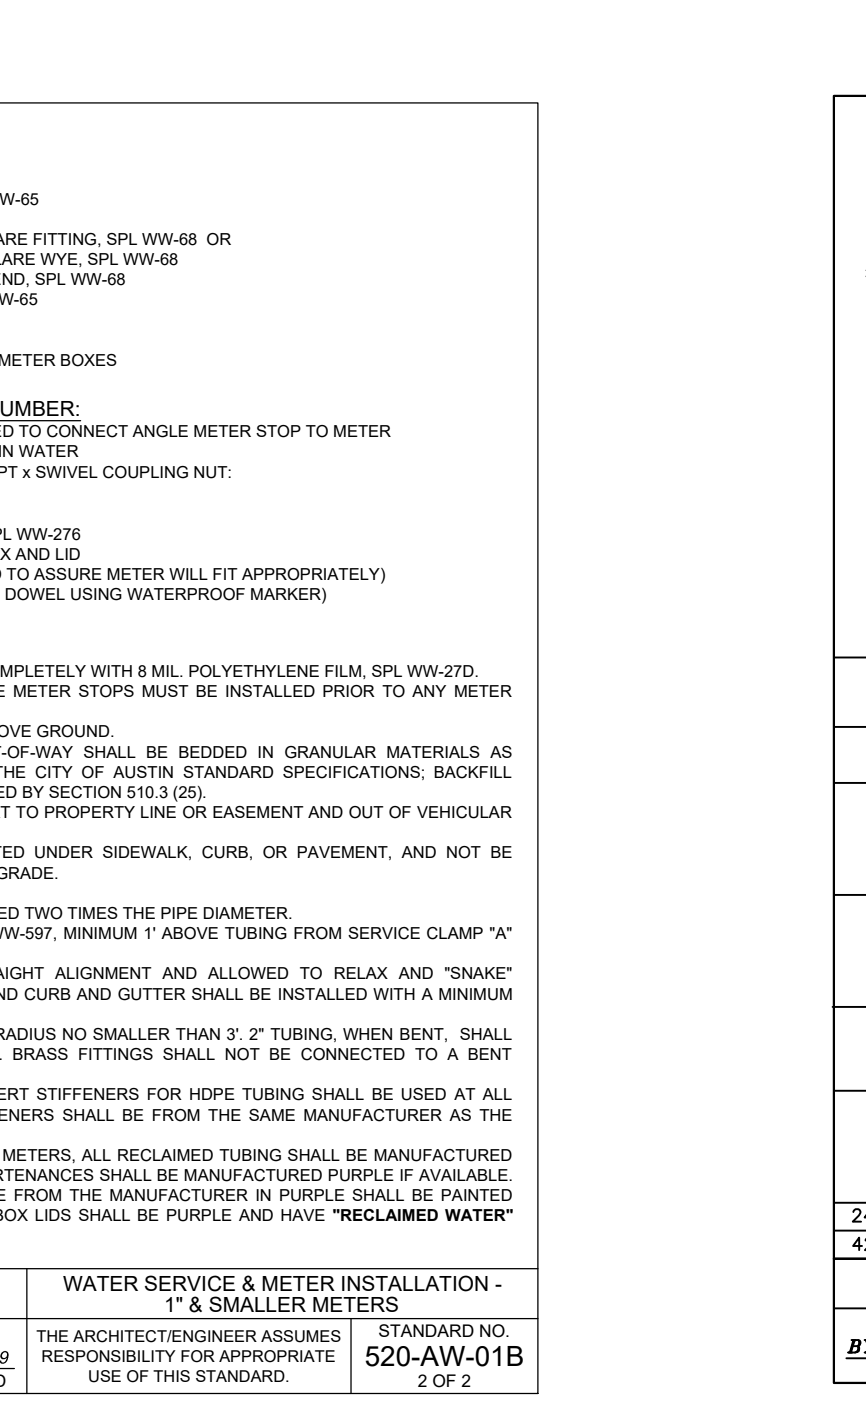 W-65
ARE FITTING, SPL WW-68 OR
LARE WYE, SPL WW-68
END, SPL WW-68
W-65
METER BOXES
UMBER:
ED TO CONNECT ANGLE METER STOP TO METER
IN WATER
PT x SWIVEL COUPLING NUT:
PL WW-276
X AND LID
TO ASSURE METER WILL FIT APPROPRIATELY)
DOWEL USING WATERPROOF MARKER)
MPLETELY WITH 8 MIL. POLYETHYLENE FILM, SPL WW-27D.
E METER STOPS MUST BE INSTALLED PRIOR TO ANY METER
OVE GROUND.
T-OF-WAY SHALL BE BEDDED IN GRANULAR MATERIALS AS
THE CITY OF AUSTIN STANDARD SPECIFICATIONS; BACKFILL
ED BY SECTION 510.3 (25).
T TO PROPERTY LINE OR EASEMENT AND OUT OF VEHICULAR
TED UNDER SIDEWALK, CURB, OR PAVEMENT, AND NOT BE
GRADE.
ED TWO TIMES THE PIPE DIAMETER.
WW-597, MINIMUM 1' ABOVE TUBING FROM SERVICE CLAMP "A"
AIGHT ALIGNMENT AND ALLOWED TO RELAX AND "SNAKE"
ND CURB AND GUTTER SHALL BE INSTALLED WITH A MINIMUM
RADIUS NO SMALLER THAN 3'. 2" TUBING, WHEN BENT, SHALL
L BRASS FITTINGS SHALL NOT BE CONNECTED TO A BENT
ERT STIFFENERS FOR HDPE TUBING SHALL BE USED AT ALL
ENERS SHALL BE FROM THE SAME MANUFACTURER AS THE
METERS, ALL RECLAIMED TUBING SHALL BE MANUFACTURED
RTENANCES SHALL BE MANUFACTURED PURPLE IF AVAILABLE.
E FROM THE MANUFACTURER IN PURPLE SHALL BE PAINTED
BOX LIDS SHALL BE PURPLE AND HAVE "RECLAIMED WATER"
WATER SERVICE & METER INSTALLATION -
1" & SMALLER METERS
9
D
THE ARCHITECT/ENGINEER ASSUMES
RESPONSIBILITY FOR APPROPRIATE
USE OF THIS STANDARD.
STANDARD NO.
520-AW-01B
2 OF 2
24
42
BY